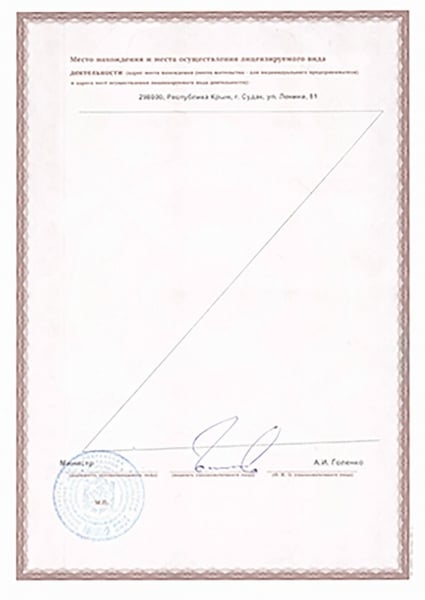 Место нахождения и места осуществления лицензируемого вида
деятельности (адрес места нахождения (место жительства - для индивидуального предпринимателя)
и адреса мест осуществления лицензируемого вида деятельности):
298000, Республика Крым, г. Судак, ул. Ленина, 81
Министр А.И. Голенко
(должность уполномоченного лица) (подпись уполномоченного лица) (Ф. И. О. уполномоченного лица)
М.П.